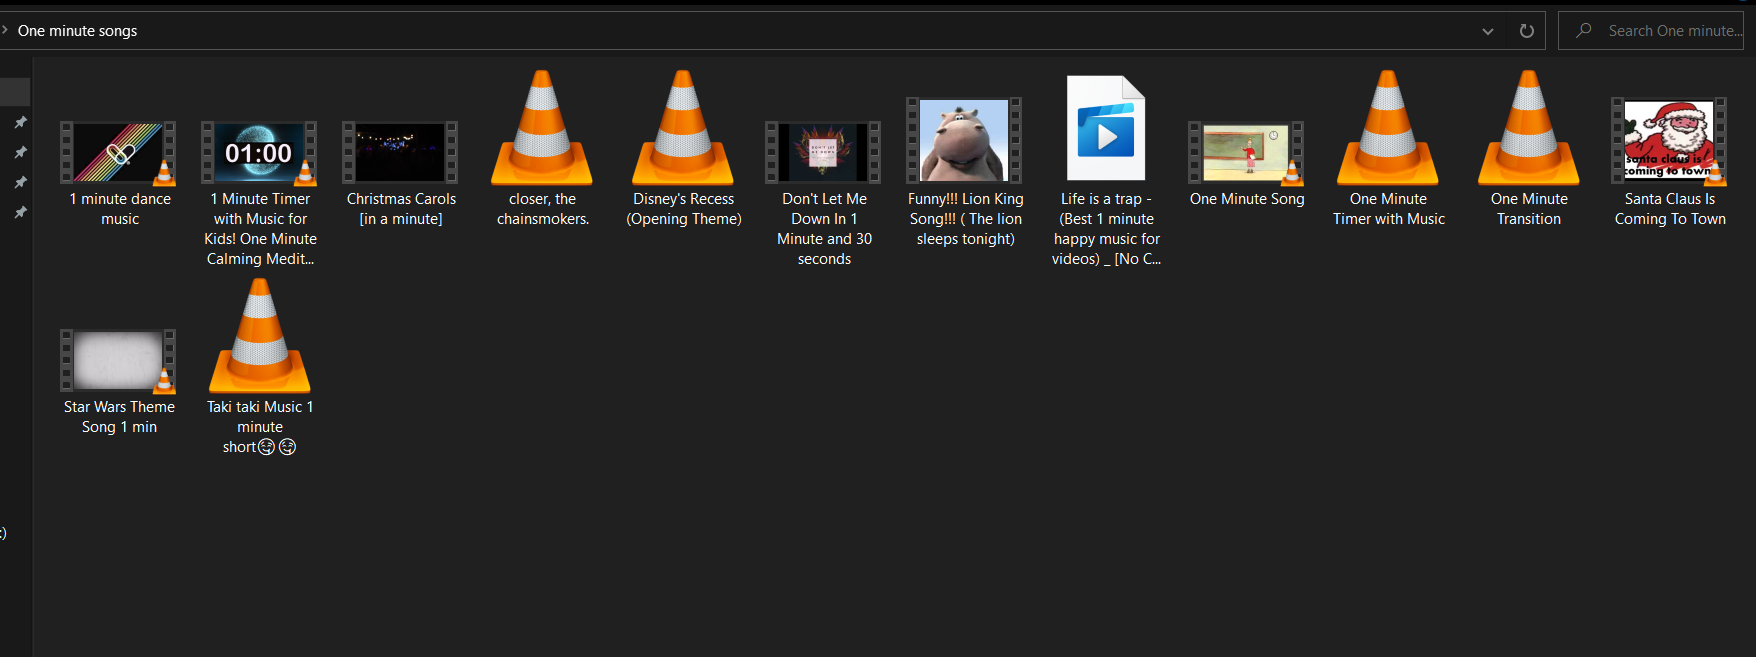 One minute songs
Search One minute...
1 minute dance
music
01:00
1 Minute Timer
with Music for
Kids! One Minute
Calming Medit...
Christmas Carols
[in a minute]
closer, the
chainsmokers.
Disney's Recess
(Opening Theme)
DON'T LET
ME DOWN
Don't Let Me
Down In 1
Minute and 30
seconds
Funny!!! Lion King
Song!!! ( The lion
sleeps tonight)
Life is a trap -
(Best 1 minute
happy music for
videos) _ [No C...
One Minute Song
One Minute
Timer with Music
One Minute
Transition
santa claus is
coming to town
Santa Claus Is
Coming To Town
Star Wars Theme
Song 1 min
Taki taki Music 1
minute
short🤤🤤
:)